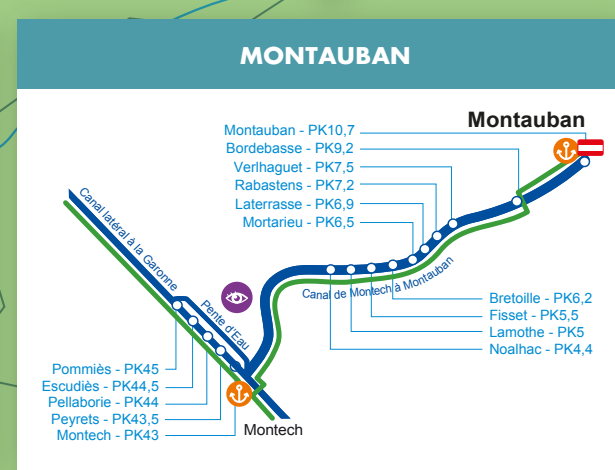 MONTAUBAN
Montauban
Montauban - PK10,7
Bordebasse - PK9,2
Verlhaguet - PK7,5
Rabastens - PK7,2
Laterrasse - PK6,9
Mortarieu - PK6,5
Canal latéral à la Garonne
Pente d'Eau
Canal de Montech à Montauban
Bretoille - PK6,2
Fisset - PK5,5
Lamothe - PK5
Noalhac - PK4,4
Pommiès - PK45
Escudiès - PK44,5
Pellaborie - PK44
Peyrets - PK43,5
Montech - PK43
Montech